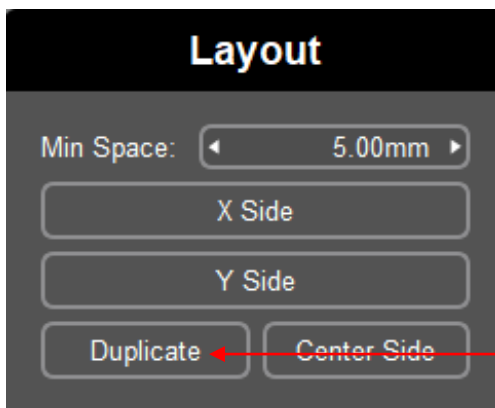 Layout
Min Space: 5.00mm
X Side
Y Side
Duplicate Center Side